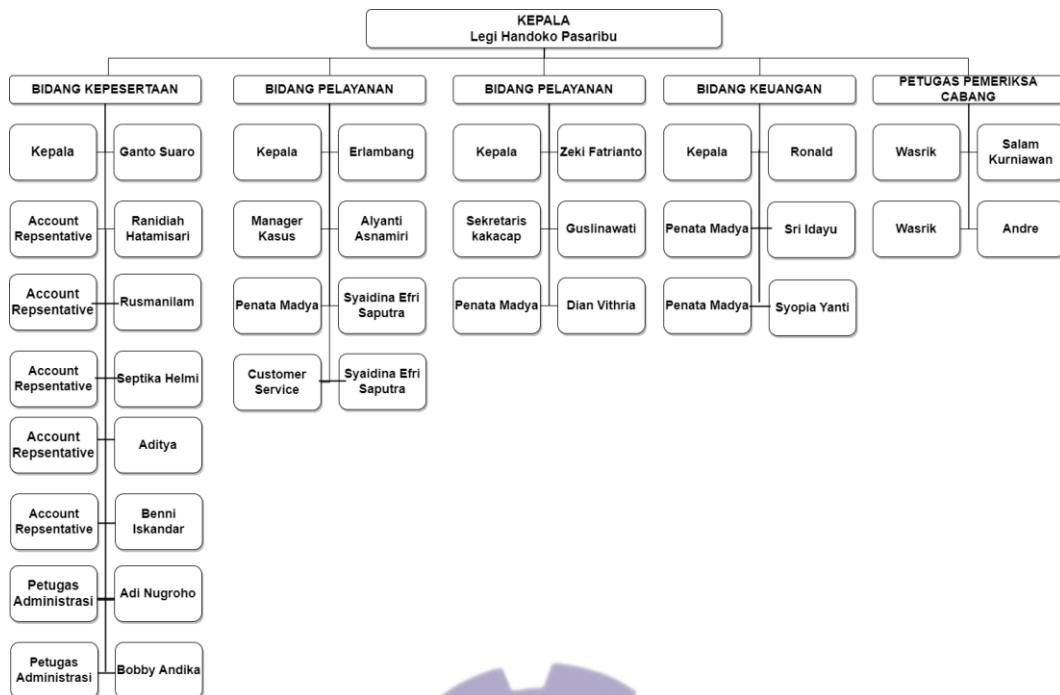 KEPALA
Legi Handoko Pasaribu
BIDANG KEPESERTAAN
Kepala
Ganto Suaro
Account
Repsentative
Ranidiah
Hatamisari
Account
Repsentative
Rusmanilam
Account
Repsentative
Septika Helmi
Account
Repsentative
Aditya
Account
Repsentative
Benni
Iskandar
Petugas
Administrasi
Adi Nugroho
Petugas
Administrasi
Bobby Andika
BIDANG PELAYANAN
Kepala
Erlambang
Manager
Kasus
Alyanti
Asnamiri
Penata Madya
Syaidina Efri
Saputra
Customer
Service
Syaidina Efri
Saputra
BIDANG PELAYANAN
Kepala
Zeki Fatrianto
Sekretaris
kakacap
Guslinawati
Penata Madya
Dian Vithria
BIDANG KEUANGAN
Kepala
Ronald
Penata Madya
Sri Idayu
Penata Madya
Syopia Yanti
PETUGAS PEMERIKSA
CABANG
Wasrik
Salam
Kurniawan
Wasrik
Andre